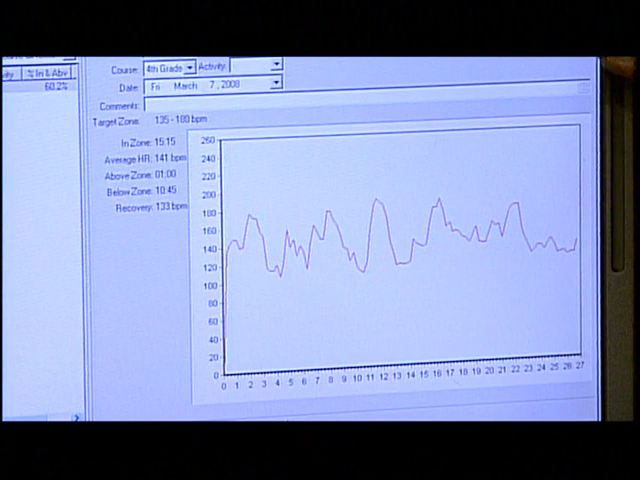 % In & Abv
60.2%
Course: 4th Grade Activity:
Date: Fri March 7, 2008
Comments:
Target Zone: 135 - 180 bpm
In Zone: 15:15
Average HR: 141 bpm
Above Zone: 01:00
Below Zone: 10:45
Recovery: 133 bpm
260
240
220
200
180
160
140
120
100
80
60
40
20
0
0 1 2 3 4 5 6 7 8 9 10 11 12 13 14 15 16 17 18 19 20 21 22 23 24 25 26 27